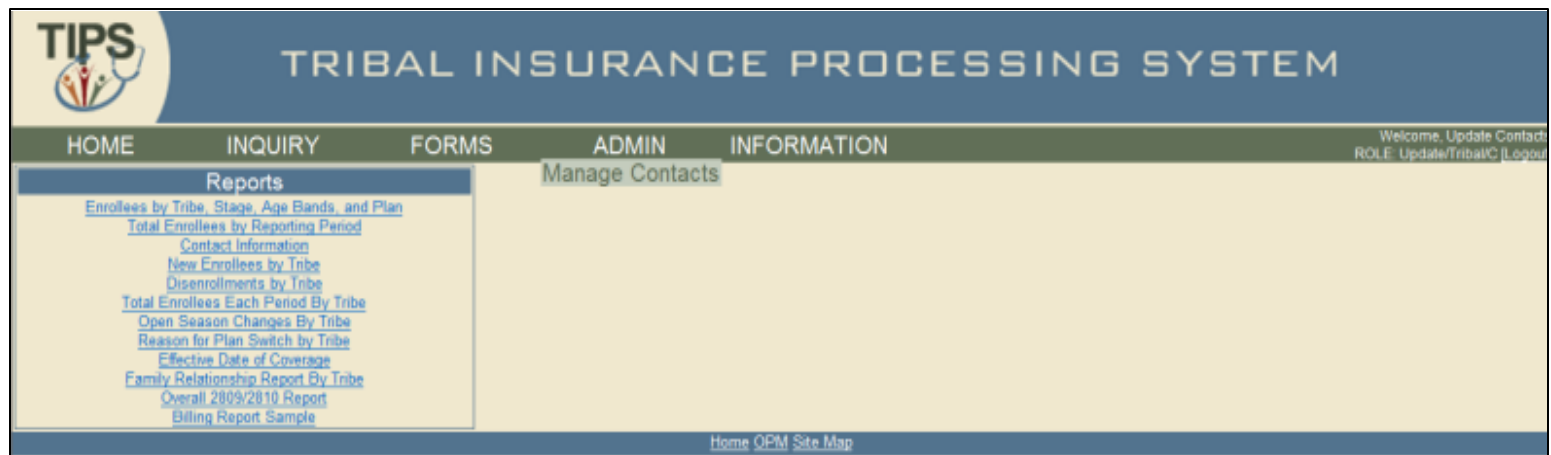 TIPS
TRIBAL INSURANCE PROCESSING SYSTEM
HOME INQUIRY FORMS ADMIN INFORMATION
Welcome, Update Contact
ROLE: Update/Tribal/C [Logout
Manage Contacts
Reports
Enrollees by Tribe, Stage, Age Bands, and Plan
Total Enrollees by Reporting Period
Contact Information
New Enrollees by Tribe
Disenrollments by Tribe
Total Enrollees Each Period By Tribe
Open Season Changes By Tribe
Reason for Plan Switch by Tribe
Effective Date of Coverage
Family Relationship Report By Tribe
Overall 2809/2810 Report
Billing Report Sample
Home OPM Site Map